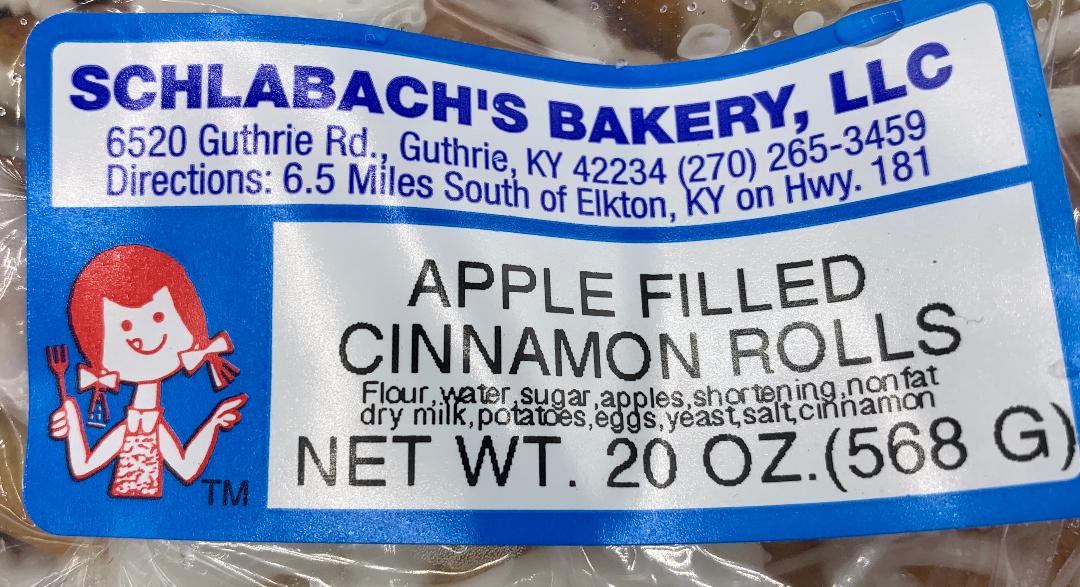 SCHLABACH'S BAKERY, LLC
6520 Guthrie Rd., Guthrie, KY 42234 (270) 265-3459
Directions: 6.5 Miles South of Elkton, KY on Hwy. 181
APPLE FILLED
CINNAMON ROLLS
Flour,water,sugar,apples,shortening,nonfat
dry milk,potatoes,eggs,yeast,salt,cinnamon
NET WT. 20 OZ.(568 G)
TM